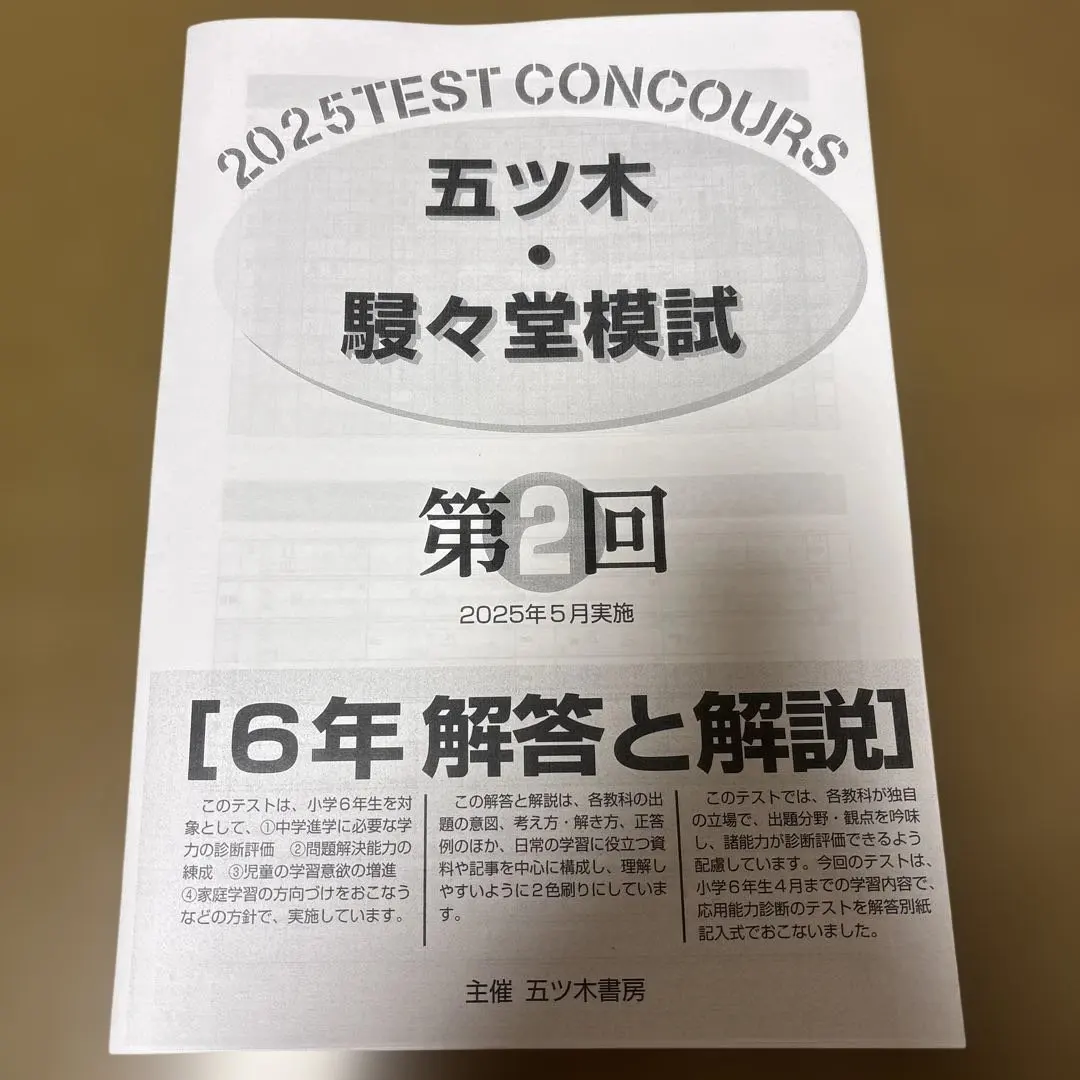 2025 TEST CONCOURS
五ツ木
・
駸々堂模試
第2回
2025年5月実施
[6年 解答と解説]
このテストは、小学6年生を対
象として、①中学進学に必要な学
力の診断評価 ②問題解決能力の
練成 ③児童の学習意欲の増進
④家庭学習の方向づけをおこなう
などの方針で、実施しています。
この解答と解説は、各教科の出
題の意図、考え方・解き方、正答
例のほか、日常の学習に役立つ資
料や記事を中心に構成し、理解し
やすいように2色刷りにしていま
す。
このテストでは、各教科が独自
の立場で、出題分野・観点を吟味
し、諸能力が診断評価できるよう
配慮しています。今回のテストは、
小学6年生4月までの学習内容で、
応用能力診断のテストを解答別紙
記入式でおこないました。
主催 五ツ木書房